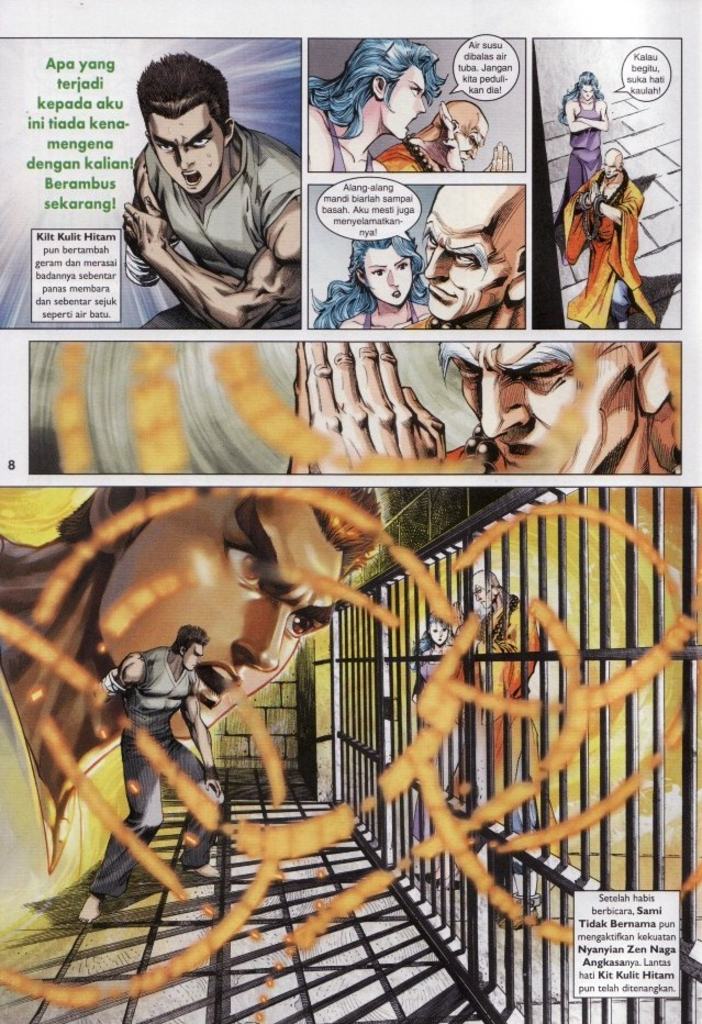 Apa yang
terjadi
kepada aku
ini tiada kena-
mengena
dengan kalian!
Berambus
sekarang!
Kilt Kulit Hitam
pun bertambah
geram dan merasai
badannya sebentar
panas membara
dan sebentar sejuk
seperti air batu.
Air susu
dibalas air
tuba. Jangan
kita peduli-
kan dia!
Alang-alang
mandi biarlah sampai
basah. Aku mesti juga
menyelamatkan-
nya!
Kalau
begitu,
suka hati
kaulah!
8
Setelah habis
berbicara, Sami
Tidak Bernama pun
mengaktifkan kekuatan
Nyanyian Zen Naga
Angkasanya. Lantas
hati Kit Kulit Hitam
pun telah ditenangkan.